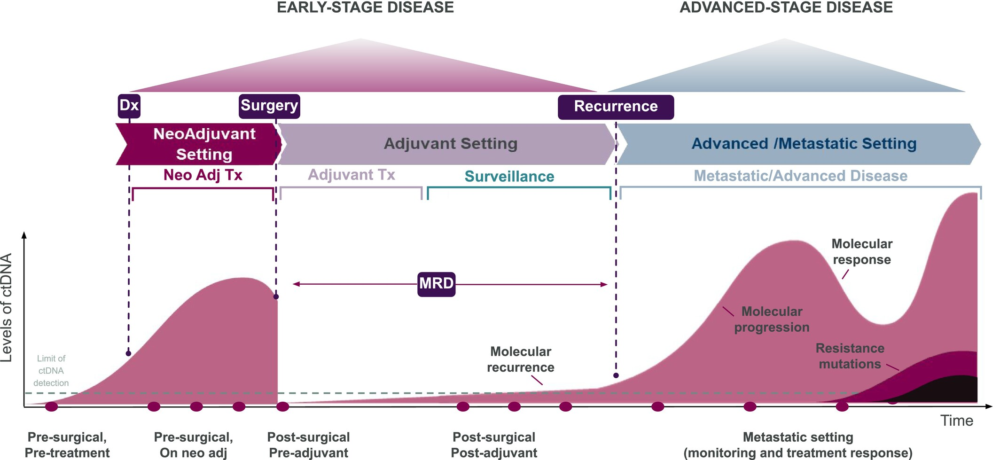 EARLY-STAGE DISEASE
ADVANCED-STAGE DISEASE
Dx
Surgery
Recurrence
NeoAdjuvant
Setting
Adjuvant Setting
Advanced /Metastatic Setting
Neo Adj Tx
Adjuvant Tx
Surveillance
Metastatic/Advanced Disease
Levels of ctDNA
Limit of
ctDNA
detection
MRD
Molecular
recurrence
Molecular
progression
Molecular
response
Resistance
mutations
Time
Pre-surgical,
Pre-treatment
Pre-surgical,
On neo adj
Post-surgical
Pre-adjuvant
Post-surgical
Post-adjuvant
Metastatic setting
(monitoring and treatment response)